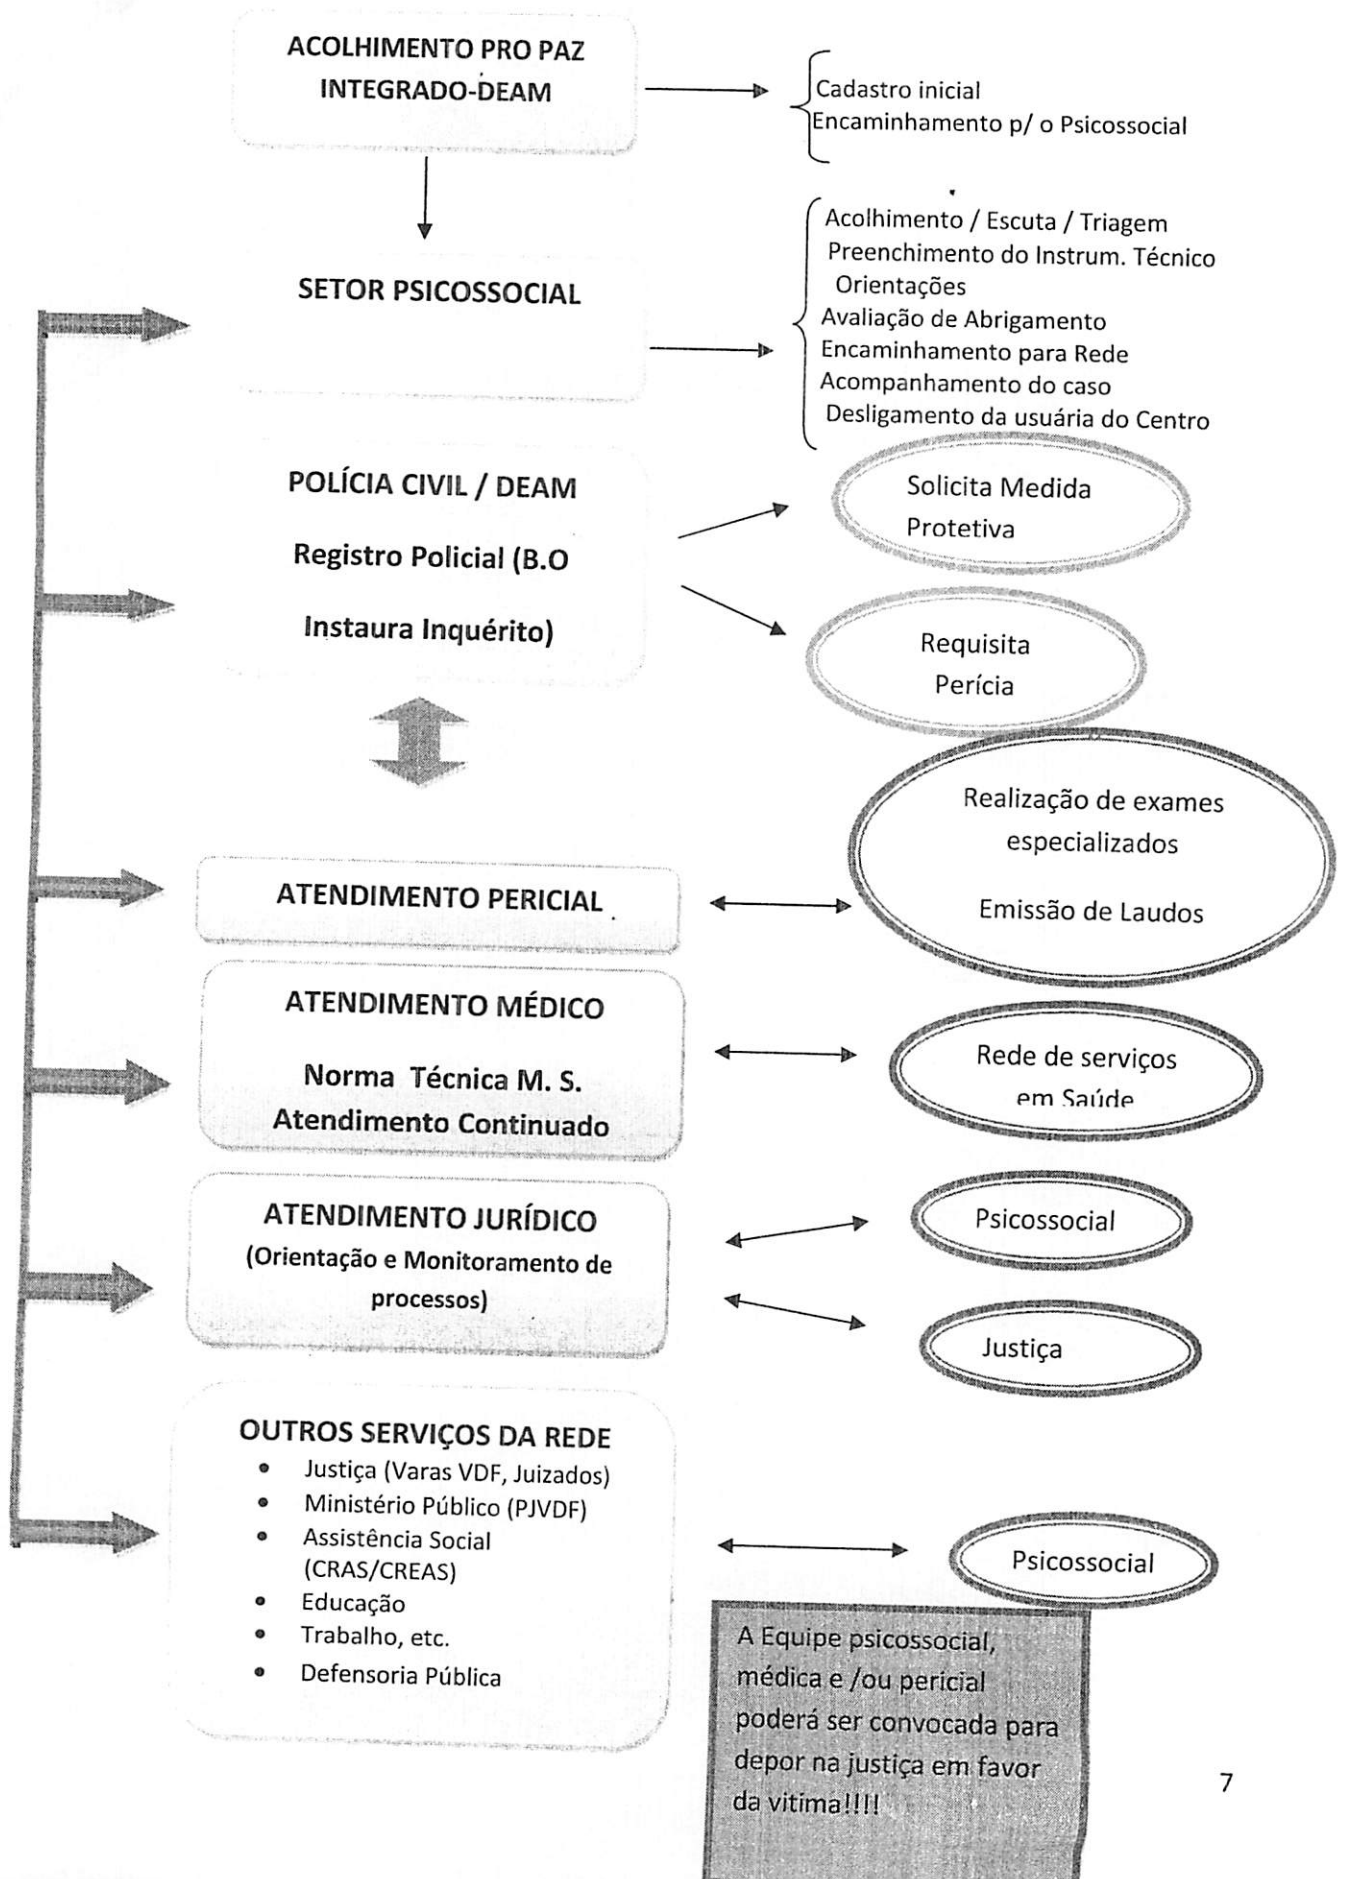 ACOLHIMENTO PRO PAZ
INTEGRADO-DEAM
Cadastro inicial
Encaminhamento p/ o Psicossocial
SETOR PSICOSSOCIAL
Acolhimento / Escuta / Triagem
Preenchimento do Instrum. Técnico
Orientações
Avaliação de Abrigamento
Encaminhamento para Rede
Acompanhamento do caso
Desligamento da usuária do Centro
POLÍCIA CIVIL / DEAM
Registro Policial (B.O
Instaura Inquérito)
Solicita Medida
Protetiva
Requisita
Perícia
ATENDIMENTO PERICIAL
Realização de exames
especializados
Emissão de Laudos
ATENDIMENTO MÉDICO
Norma Técnica M. S.
Atendimento Continuado
Rede de serviços
em Saúde
ATENDIMENTO JURÍDICO
(Orientação e Monitoramento de
processos)
Psicossocial
Justiça
OUTROS SERVIÇOS DA REDE
• Justiça (Varas VDF, Juizados)
• Ministério Público (PJVDF)
• Assistência Social
(CRAS/CREAS)
• Educação
• Trabalho, etc.
• Defensoria Pública
Psicossocial
A Equipe psicossocial,
médica e /ou pericial
poderá ser convocada para
depor na justiça em favor
da vitima!!!!
7